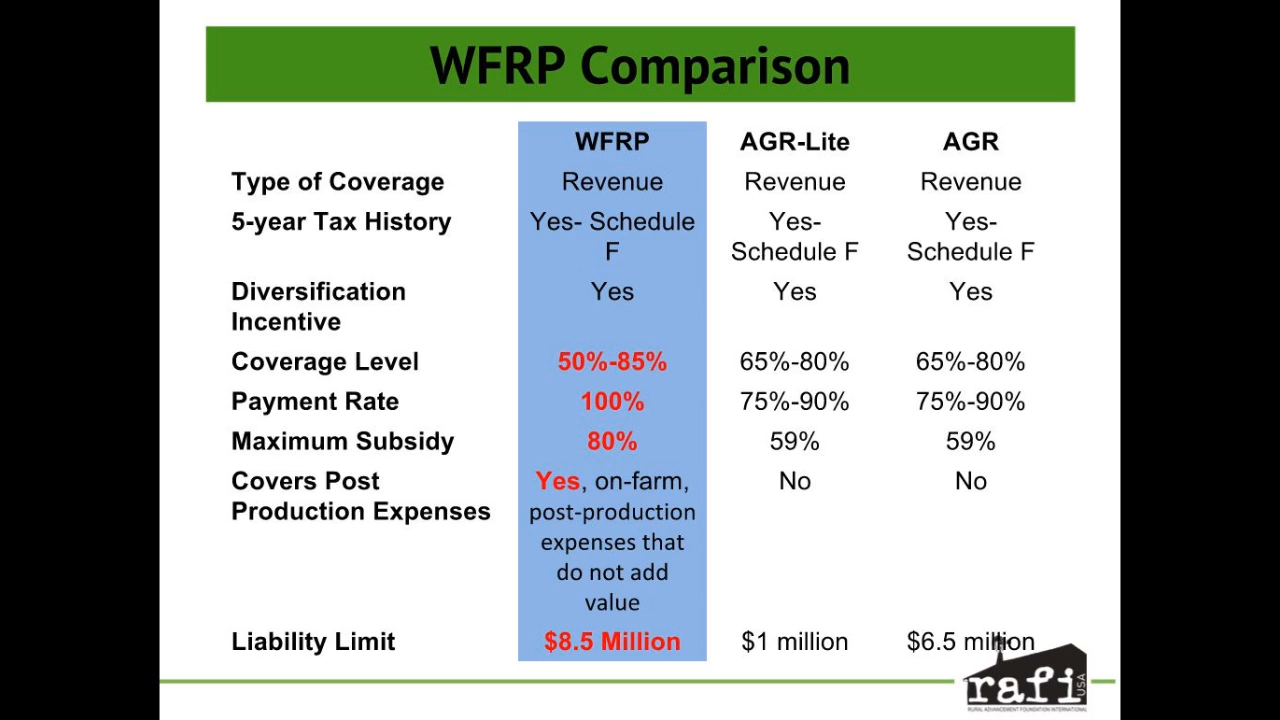 WFRP Comparison
WFRP AGR-Lite AGR
Type of Coverage Revenue Revenue Revenue
5-year Tax History Yes- Schedule Yes- Yes-
F Schedule F Schedule F
Diversification Yes Yes Yes
Incentive
Coverage Level 50%-85% 65%-80% 65%-80%
Payment Rate 100% 75%-90% 75%-90%
Maximum Subsidy 80% 59% 59%
Covers Post Yes, on-farm, No No
Production Expenses post-production
expenses that
do not add
value
Liability Limit $8.5 Million $1 million $6.5 million
rafi USA
RURAL ADVANCEMENT FOUNDATION INTERNATIONAL